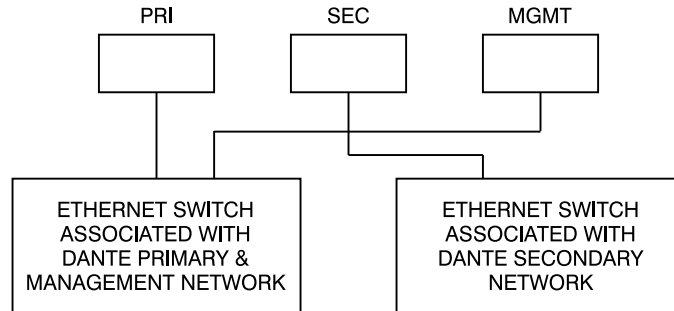 PRI SEC MGMT
ETHERNET SWITCH
ASSOCIATED WITH
DANTE PRIMARY &
MANAGEMENT NETWORK
ETHERNET SWITCH
ASSOCIATED WITH
DANTE SECONDARY
NETWORK